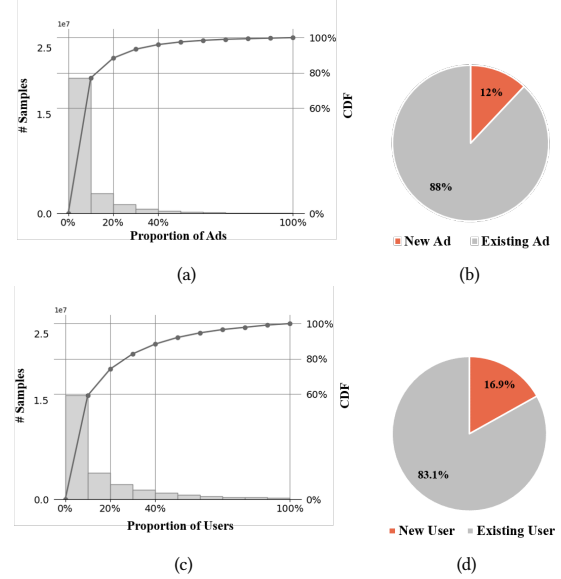 1e7
2.5
1.5
0.0
# Samples
100%
80%
60%
0%
CDF
0% 20% 40% 100%
Proportion of Ads
(a)
12%
88%
New Ad Existing Ad
(b)
1e7
2.5
1.5
0.0
# Samples
100%
80%
60%
0%
CDF
0% 20% 40% 100%
Proportion of Users
(c)
16.9%
83.1%
New User Existing User
(d)